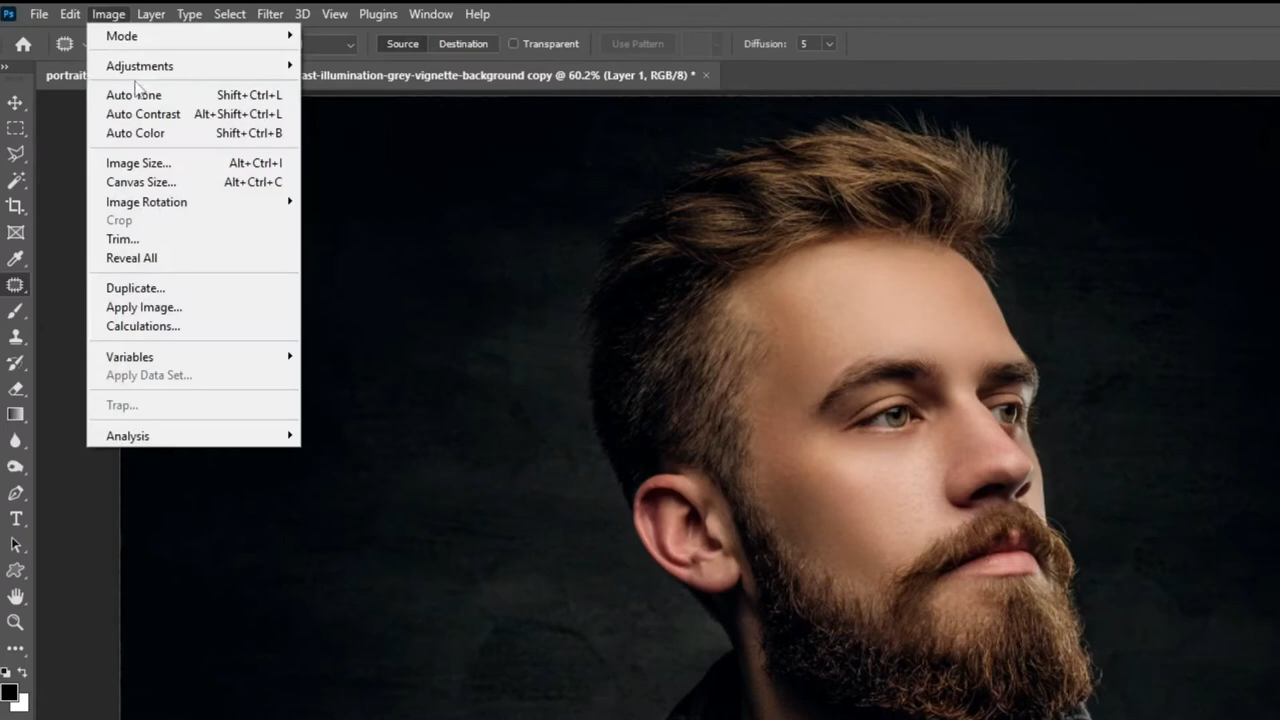 Ps File Edit Image Layer Type Select Filter 3D View Plugins Window Help
Source Destination Transparent Use Pattern Diffusion: 5
portrait ast-illumination-grey-vignette-background copy @ 60.2% (Layer 1, RGB/8) * ×
Mode
Adjustments
Auto Tone Shift+Ctrl+L
Auto Contrast Alt+Shift+Ctrl+L
Auto Color Shift+Ctrl+B
Image Size... Alt+Ctrl+I
Canvas Size... Alt+Ctrl+C
Image Rotation
Crop
Trim...
Reveal All
Duplicate...
Apply Image...
Calculations...
Variables
Apply Data Set...
Trap...
Analysis